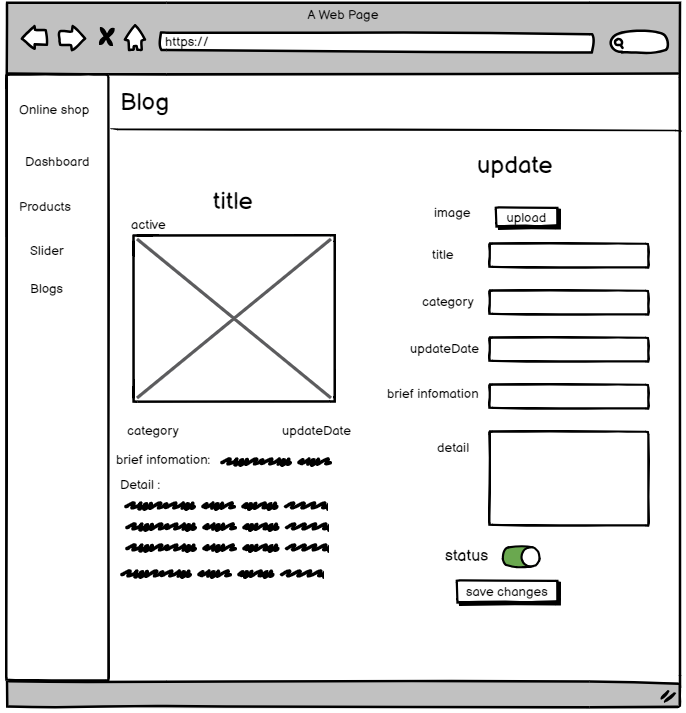 A Web Page
https://
Online shop
Dashboard
Products
Slider
Blogs
Blog
title
active
category
updateDate
brief infomation:
Detail :
update
image
upload
title
category
updateDate
brief infomation
detail
status
save changes